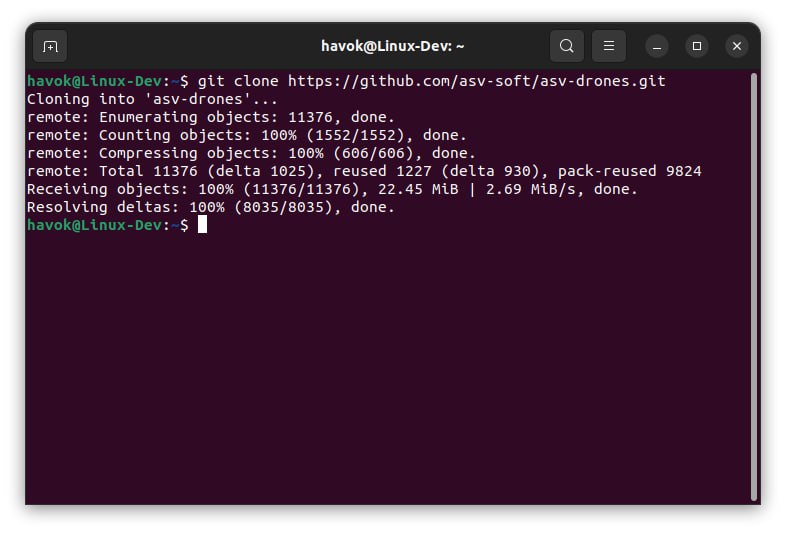 havok@Linux-Dev: ~
havok@Linux-Dev:~$ git clone https://github.com/asv-soft/asv-drones.git
Cloning into 'asv-drones'...
remote: Enumerating objects: 11376, done.
remote: Counting objects: 100% (1552/1552), done.
remote: Compressing objects: 100% (606/606), done.
remote: Total 11376 (delta 1025), reused 1227 (delta 930), pack-reused 9824
Receiving objects: 100% (11376/11376), 22.45 MiB | 2.69 MiB/s, done.
Resolving deltas: 100% (8035/8035), done.
havok@Linux-Dev:~$